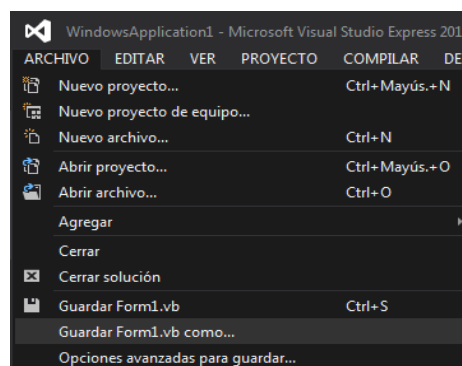 WindowsApplication1 - Microsoft Visual Studio Express 201
ARCHIVO EDITAR VER PROYECTO COMPILAR DE
Nuevo proyecto... Ctrl+Mayús.+N
Nuevo proyecto de equipo...
Nuevo archivo... Ctrl+N
Abrir proyecto... Ctrl+Mayús.+O
Abrir archivo... Ctrl+O
Agregar
Cerrar
Cerrar solución
Guardar Form1.vb Ctrl+S
Guardar Form1.vb como...
Opciones avanzadas para guardar...